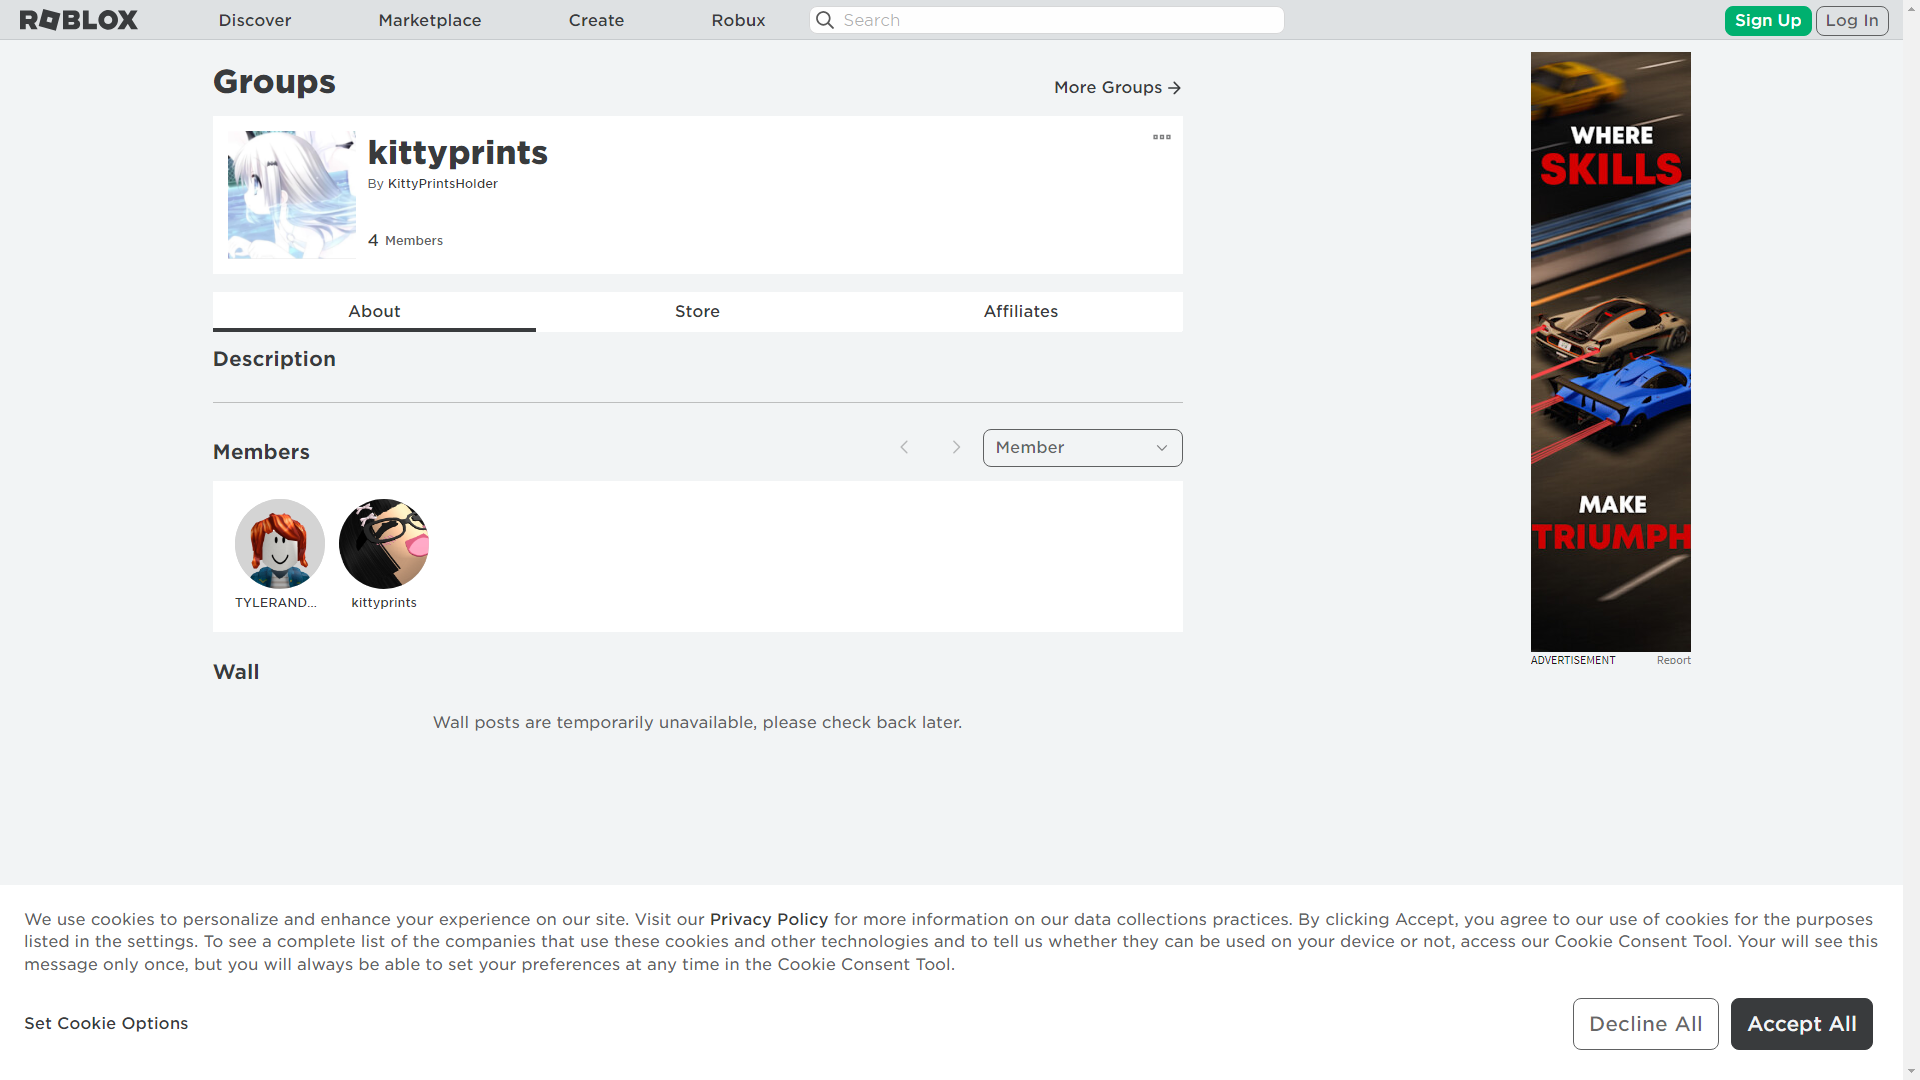 ROBLOX
Discover
Marketplace
Create
Robux
Search
Sign Up
Log In
Groups
More Groups
kittyprints
By KittyPrintsHolder
4 Members
About
Store
Affiliates
Description
Members
Member
TYLERAND...
kittyprints
Wall
Wall posts are temporarily unavailable, please check back later.
WHERE
SKILLS
MAKE
TRIUMPH
ADVERTISEMENT
Report
We use cookies to personalize and enhance your experience on our site. Visit our Privacy Policy for more information on our data collections practices. By clicking Accept, you agree to our use of cookies for the purposes
listed in the settings. To see a complete list of the companies that use these cookies and other technologies and to tell us whether they can be used on your device or not, access our Cookie Consent Tool. Your will see this
message only once, but you will always be able to set your preferences at any time in the Cookie Consent Tool.
Set Cookie Options
Decline All
Accept All